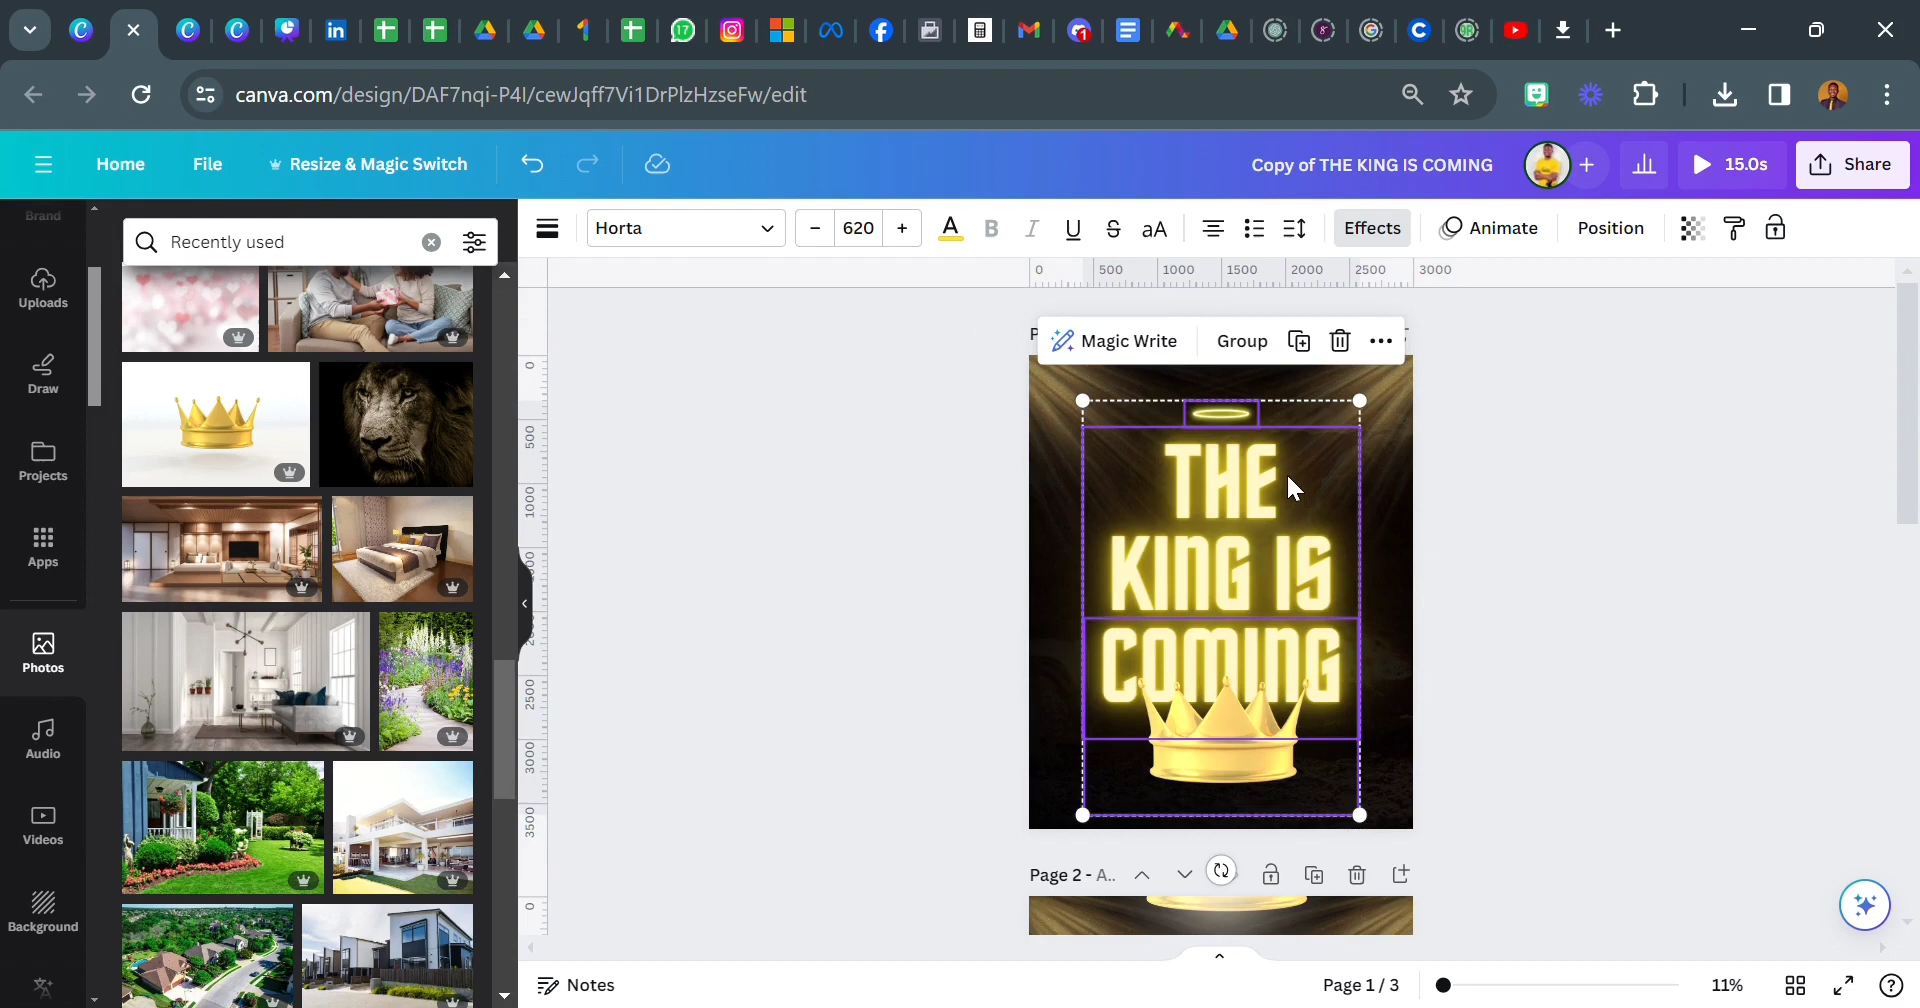 canva.com/design/DAF7nqi-P4I/cewJqff7Vi1DrPlzHzseFw/edit
Home File Resize & Magic Switch Copy of THE KING IS COMING + 15.0s Share
Brand
Recently used
Horta − 620 + A B I U S aA Effects Animate Position
Uploads
Draw
Projects
Apps
Photos
Audio
Videos
Background
0 500 1000 1500 2000 2500 3000
0
500
1000
2500
3000
3500
0
Magic Write Group
THE
KING IS
COMING
Page 2 - A..
Notes Page 1 / 3 11%
17
1